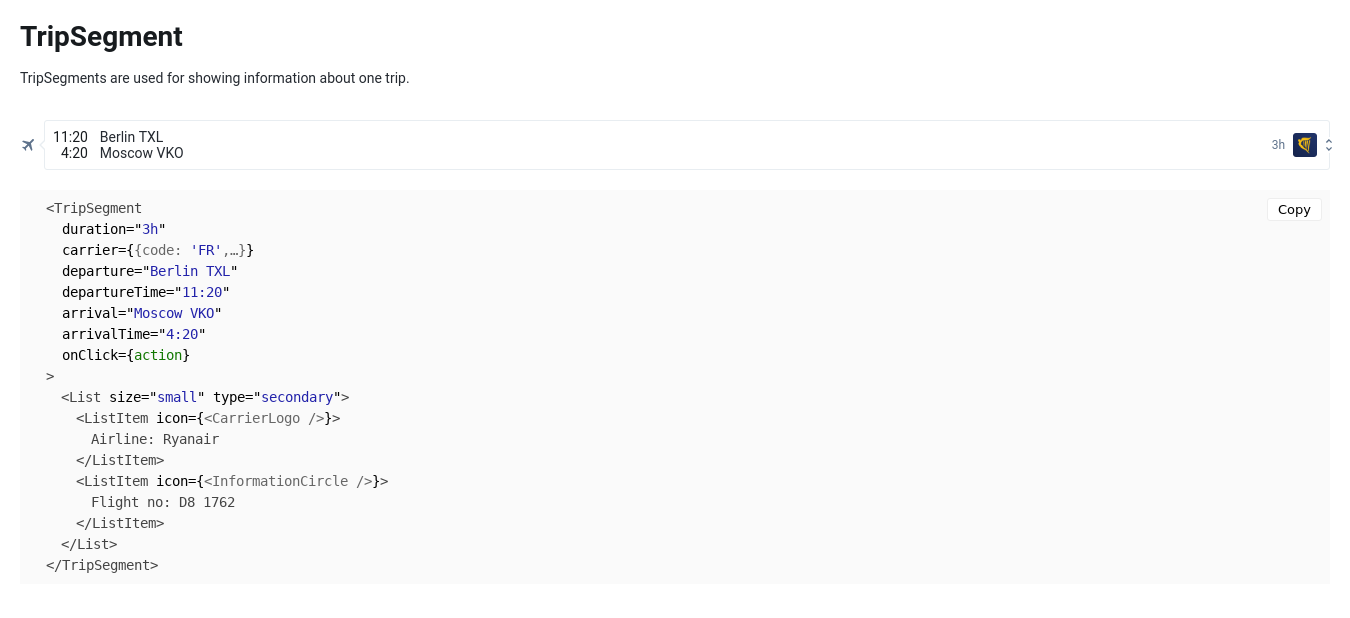 TripSegment
TripSegments are used for showing information about one trip.
11:20 Berlin TXL
4:20 Moscow VKO
3h
Copy
<TripSegment
duration="3h"
carrier={{code: 'FR',…}}
departure="Berlin TXL"
departureTime="11:20"
arrival="Moscow VKO"
arrivalTime="4:20"
onClick={action}
>
<List size="small" type="secondary">
<ListItem icon={<CarrierLogo />}>
Airline: Ryanair
</ListItem>
<ListItem icon={<InformationCircle />}>
Flight no: D8 1762
</ListItem>
</List>
</TripSegment>